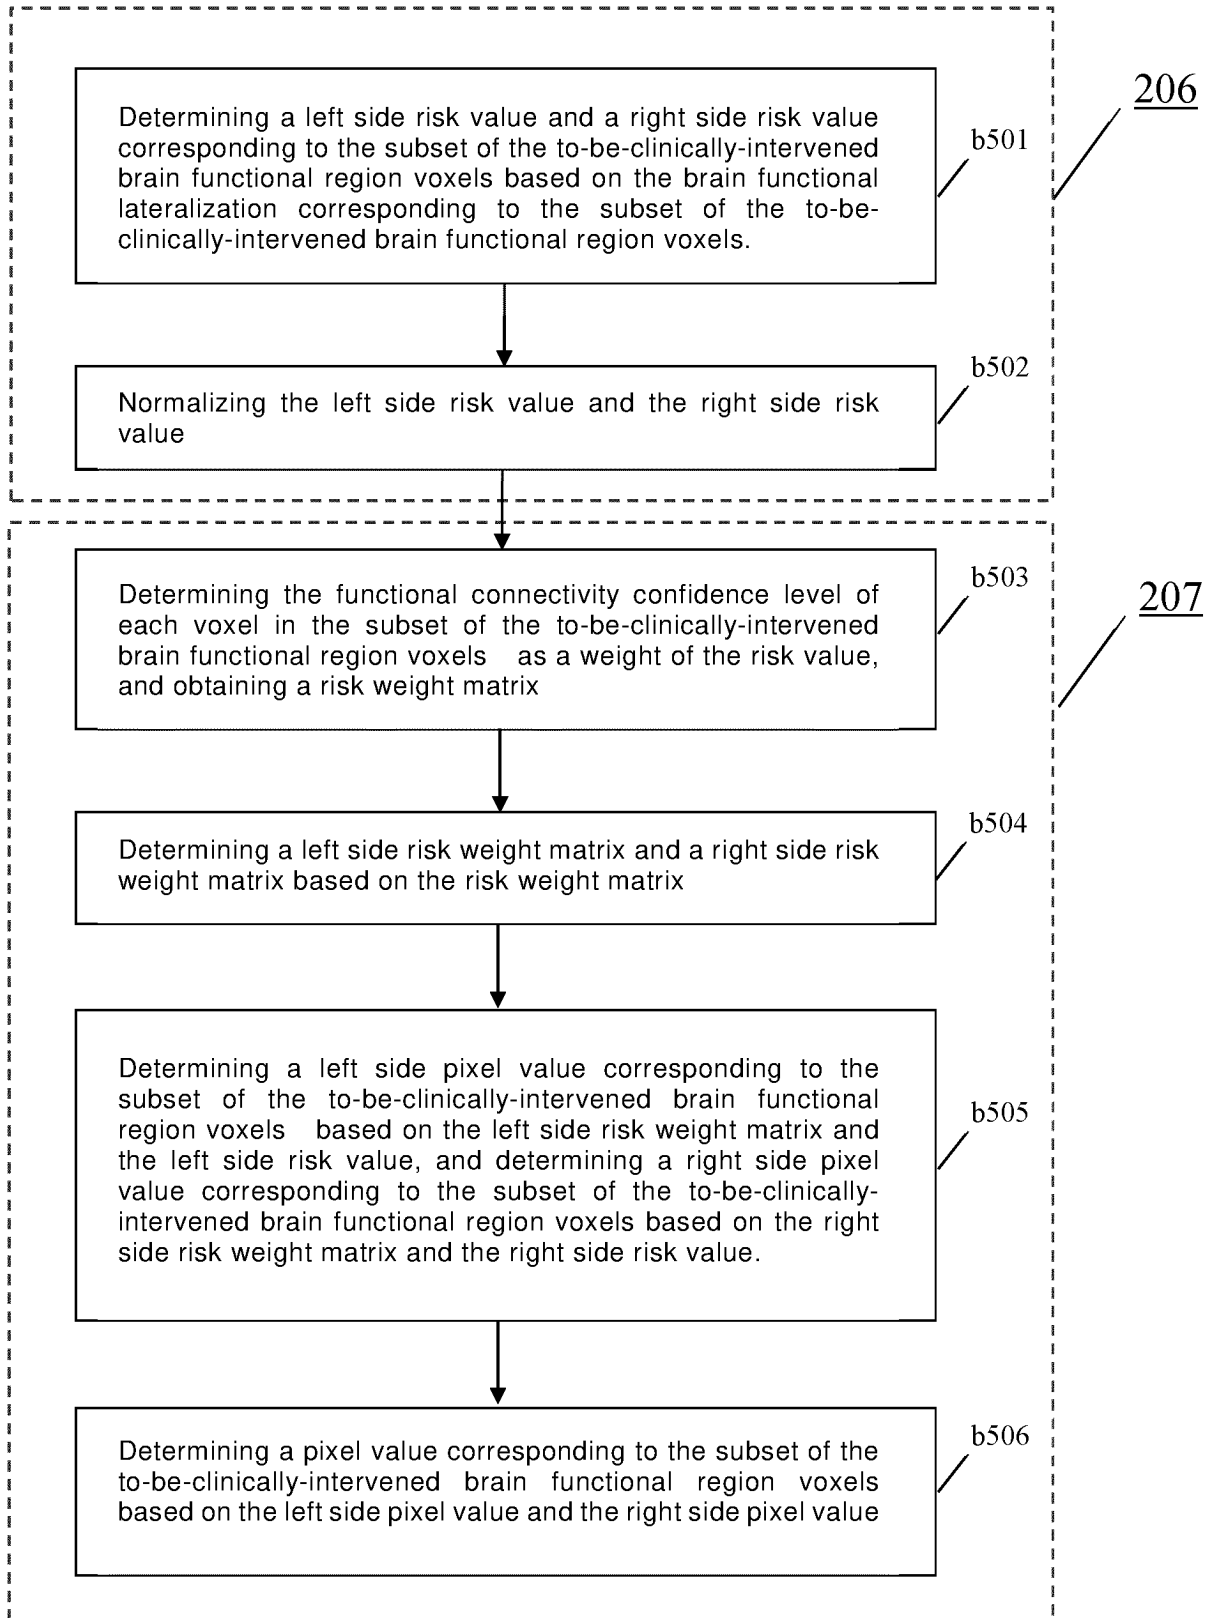 206
Determining a left side risk value and a right side risk value
corresponding to the subset of the to-be-clinically-intervened
brain functional region voxels based on the brain functional
lateralization corresponding to the subset of the to-be-
clinically-intervened brain functional region voxels.
b501
b502
Normalizing the left side risk value and the right side risk
value
b503
207
Determining the functional connectivity confidence level of
each voxel in the subset of the to-be-clinically-intervened
brain functional region voxels as a weight of the risk value,
and obtaining a risk weight matrix
b504
Determining a left side risk weight matrix and a right side risk
weight matrix based on the risk weight matrix
Determining a left side pixel value corresponding to the
subset of the to-be-clinically-intervened brain functional
region voxels based on the left side risk weight matrix and
the left side risk value, and determining a right side pixel
value corresponding to the subset of the to-be-clinically-
intervened brain functional region voxels based on the right
side risk weight matrix and the right side risk value.
b505
b506
Determining a pixel value corresponding to the subset of the
to-be-clinically-intervened brain functional region voxels
based on the left side pixel value and the right side pixel value